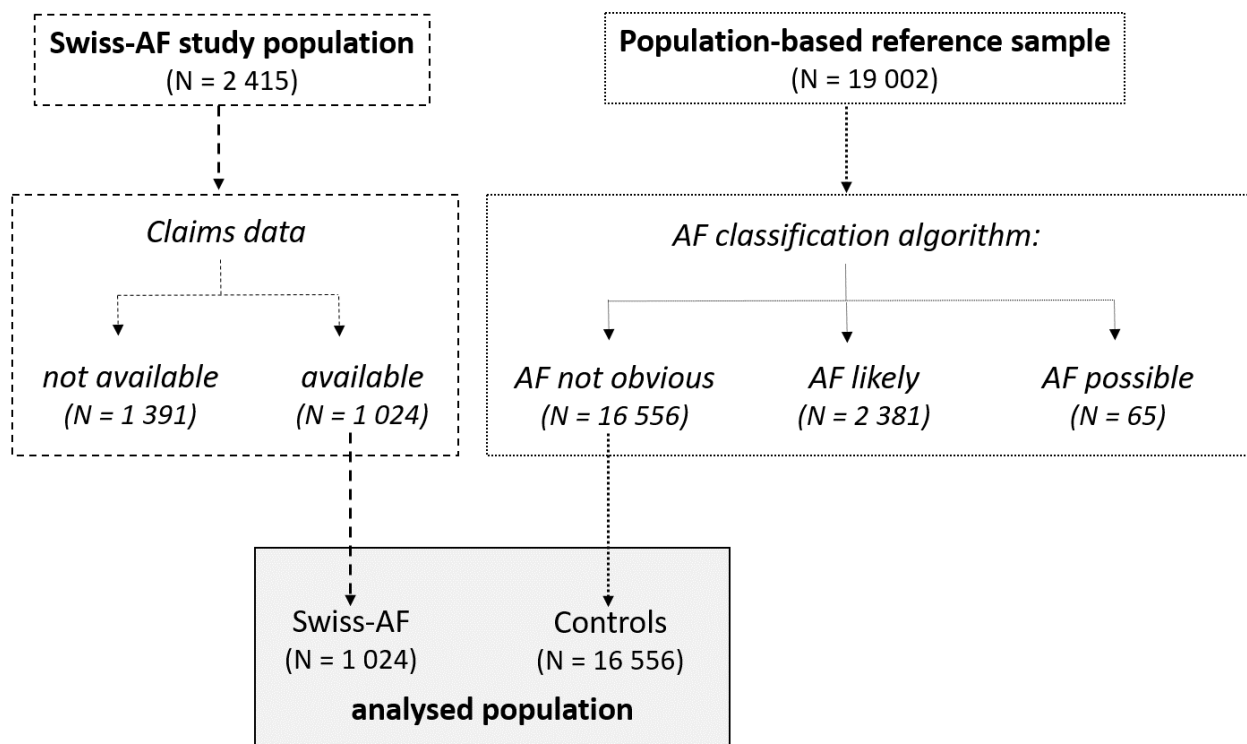 Swiss-AF study population
(N = 2 415)
Population-based reference sample
(N = 19 002)
Claims data
not available
(N = 1 391)
available
(N = 1 024)
AF classification algorithm:
AF not obvious
(N = 16 556)
AF likely
(N = 2 381)
AF possible
(N = 65)
Swiss-AF
(N = 1 024)
Controls
(N = 16 556)
analysed population